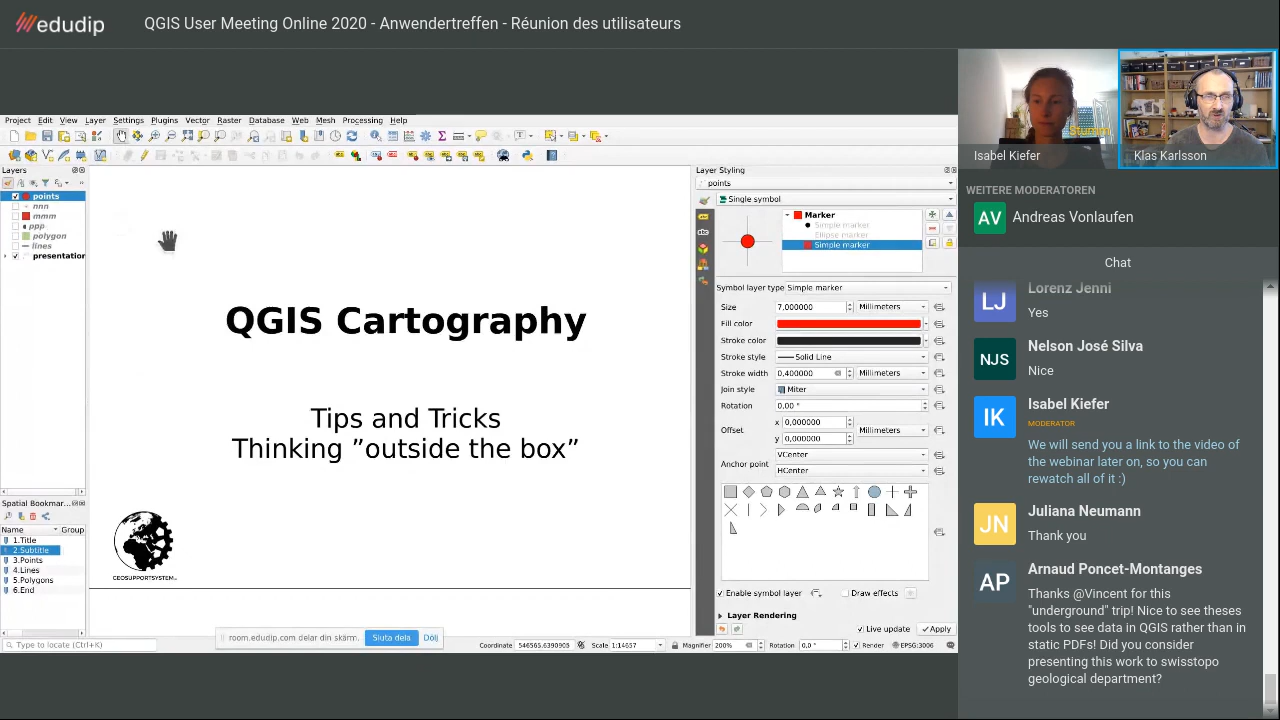 edudip
QGIS User Meeting Online 2020 - Anwendertreffen - Réunion des utilisateurs
Project Edit View Layer Settings Plugins Vector Raster Database Web Mesh Processing Help
Layers
points
nnn
mmm
ppp
polygon
lines
presentation
Spatial Bookmar...
Name Group
1.Title
2.Subtitle
3.Points
4.Lines
5.Polygons
6.End
Type to locate (Ctrl+K)
QGIS Cartography
Tips and Tricks
Thinking ”outside the box”
GEOSUPPORTSYSTEM
room.edudip.com delar din skärm.
Sluta dela
Dölj
Coordinate 546565,6390905
Scale 1:14657
Magnifier 200%
Rotation 0,0 °
Render
EPSG:3006
Layer Styling
points
Single symbol
Marker
Simple marker
Ellipse marker
Simple marker
Symbol layer type Simple marker
Size 7.000000 Millimeters
Fill color
Stroke color
Stroke style Solid Line
Stroke width 0,400000 Millimeters
Join style Miter
Rotation 0,00 °
Offset x 0,000000 Millimeters
y 0,000000
Anchor point VCenter
HCenter
Enable symbol layer
Draw effects
Layer Rendering
Live update
Apply
Stumm
Isabel Kiefer
Klas Karlsson
WEITERE MODERATOREN
AV Andreas Vonlaufen
Chat
LJ Lorenz Jenni
Yes
NJS Nelson José Silva
Nice
IK Isabel Kiefer
MODERATOR
We will send you a link to the video of
the webinar later on, so you can
rewatch all of it :)
JN Juliana Neumann
Thank you
AP Arnaud Poncet-Montanges
Thanks @Vincent for this
"underground" trip! Nice to see theses
tools to see data in QGIS rather than in
static PDFs! Did you consider
presenting this work to swisstopo
geological department?